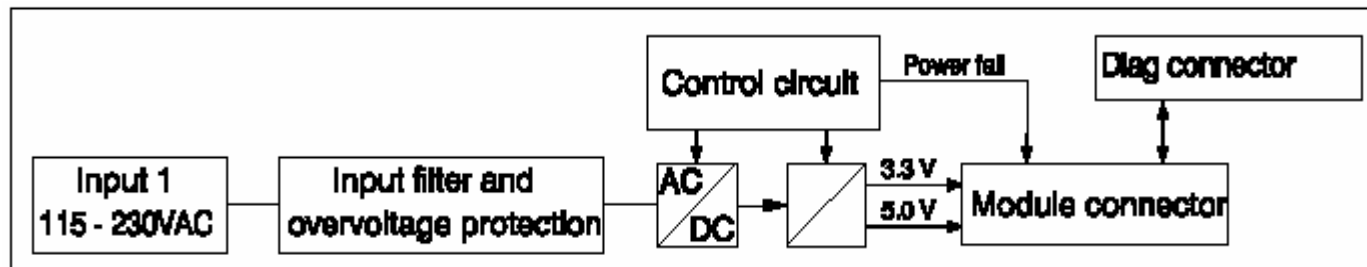 Control circuit
Power fail
Diag connector
Input 1
115 - 230VAC
Input filter and
overvoltage protection
AC
DC
3.3 V
5.0 V
Module connector